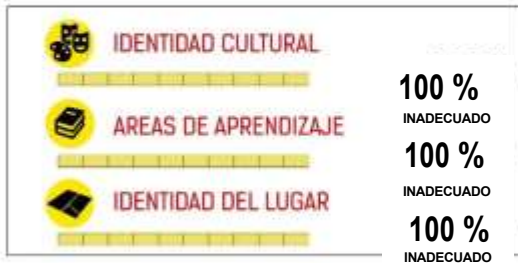 IDENTIDAD CULTURAL
100 %
INADECUADO
AREAS DE APRENDIZAJE
100 %
INADECUADO
IDENTIDAD DEL LUGAR
100 %
INADECUADO